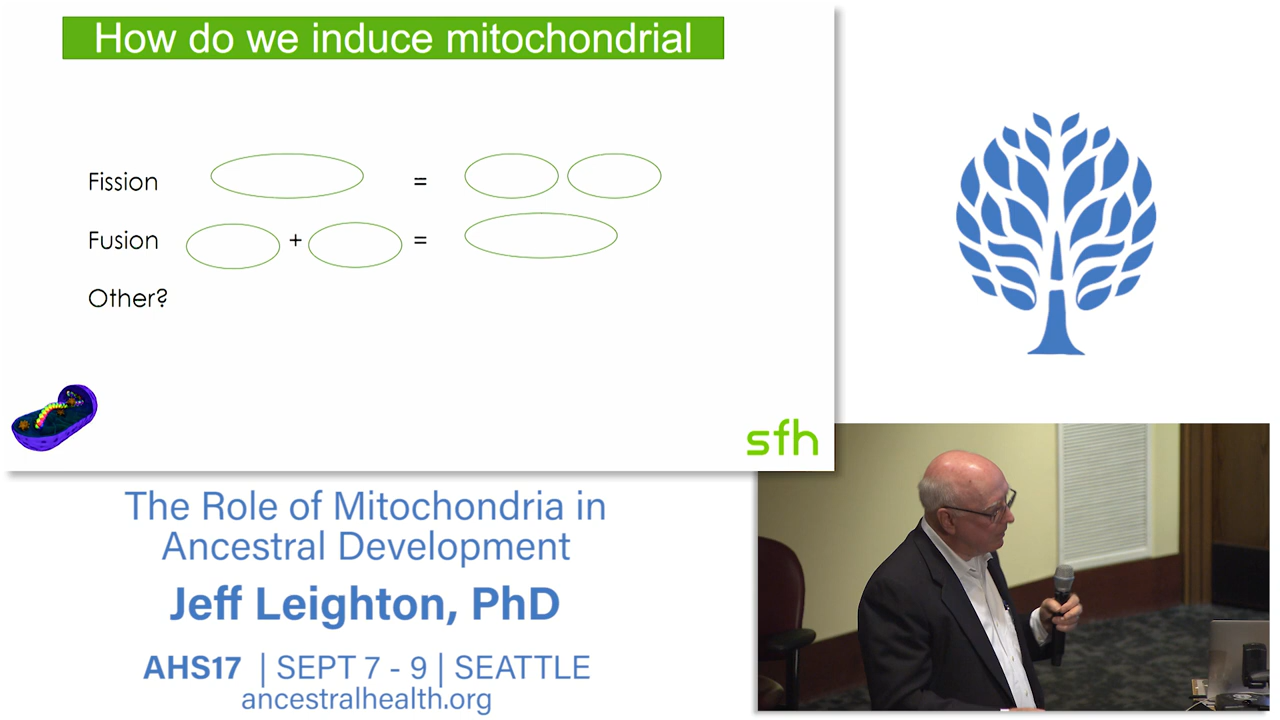 How do we induce mitochondrial
Fission =
Fusion + =
Other?
sfh
The Role of Mitochondria in
Ancestral Development
Jeff Leighton, PhD
AHS17 | SEPT 7 - 9 | SEATTLE
ancestralhealth.org